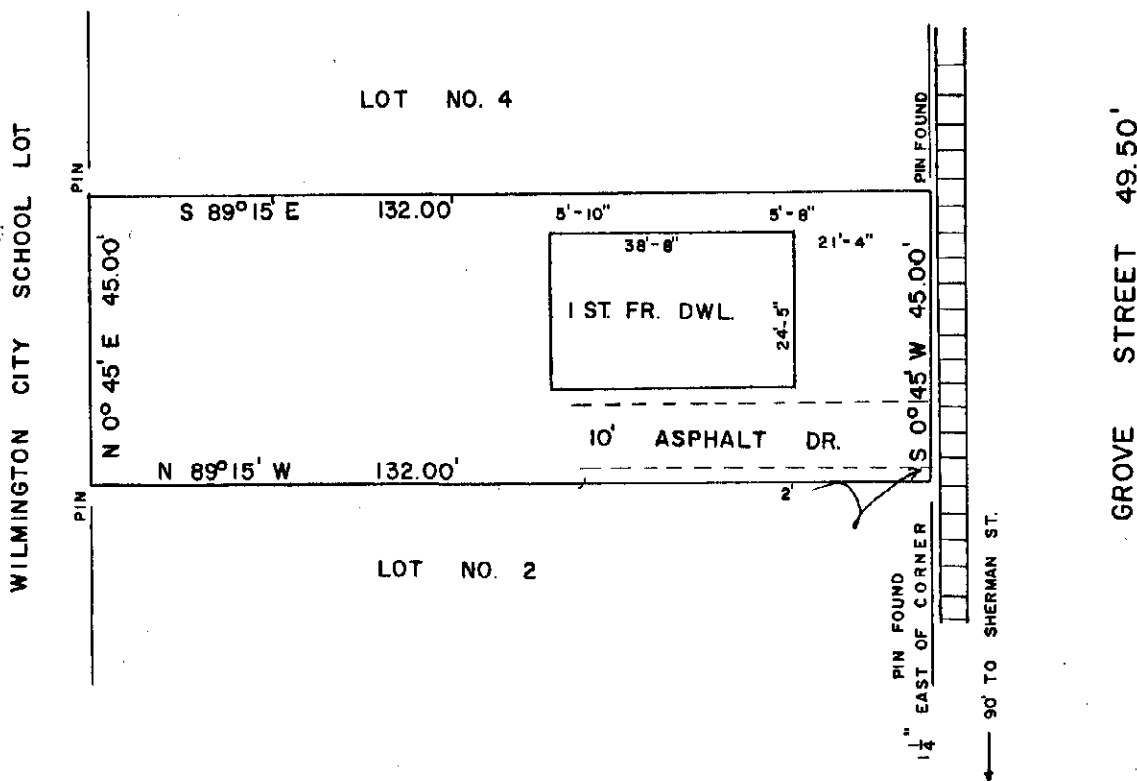 LOT NO. 4
WILMINGTON CITY SCHOOL LOT
PIN
PIN FOUND
GROVE STREET 49.50'
S 89° 15' E 132.00'
5'-10"
5'-8"
38'-8"
21'-4"
N 0° 45' E 45.00'
1 ST. FR. DWL.
24'-5"
S 0° 45' W 45.00'
10' ASPHALT DR.
N 89° 15' W 132.00'
2'
PIN
LOT NO. 2
PIN FOUND
1 1/4" EAST OF CORNER
90' TO SHERMAN ST.